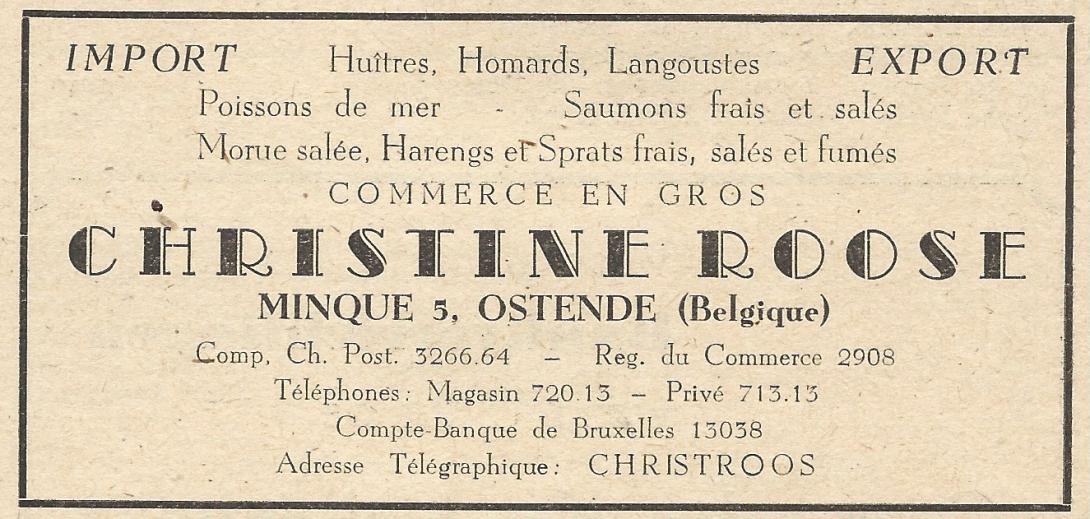 IMPORT Huîtres, Homards, Langoustes EXPORT
Poissons de mer - Saumons frais et salés
Morue salée, Harengs et Sprats frais, salés et fumés
COMMERCE EN GROS
CHRISTINE ROOSE
MINQUE 5, OSTENDE (Belgique)
Comp, Ch. Post. 3266.64 — Reg. du Commerce 2908
Téléphones: Magasin 720.13 — Privé 713.13
Compte-Banque de Bruxelles 13038
Adresse Télégraphique: CHRISTROOS